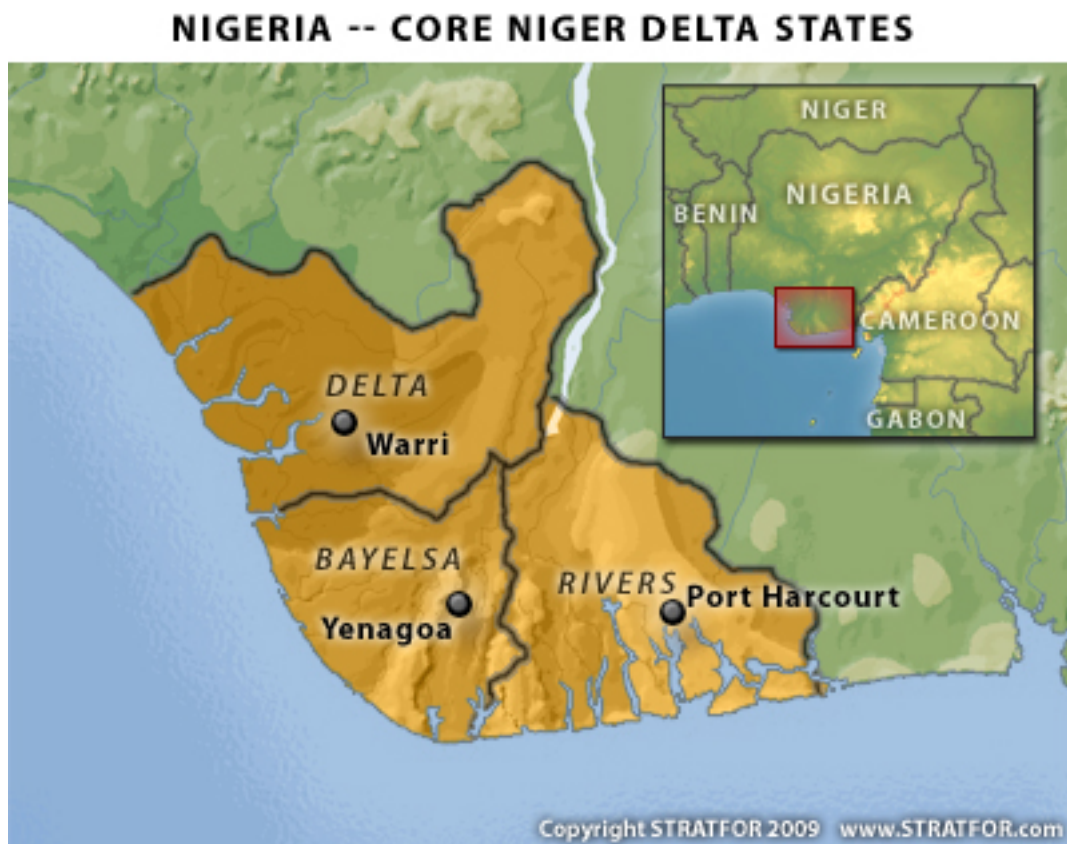 NIGERIA -- CORE NIGER DELTA STATES
NIGER
NIGERIA
BENIN
CAMEROON
GABON
DELTA
Warri
BAYELSA
Yenagoa
RIVERS
Port Harcourt
Copyright STRATFOR 2009 www.STRATFOR.com